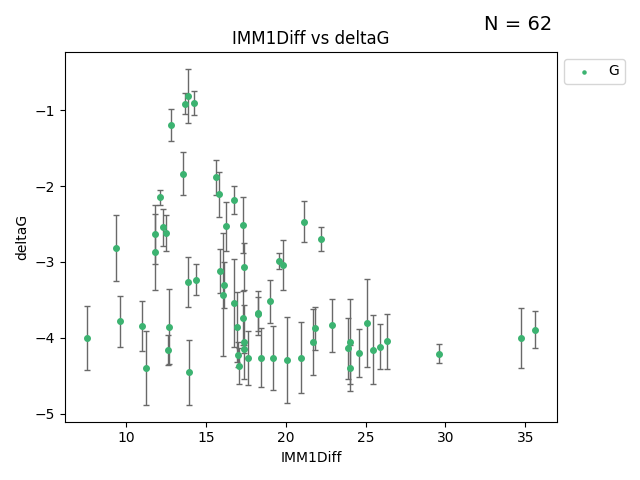 N = 62
IMM1Diff vs deltaG
G
−1
−2
−3
−4
−5
deltaG
10 15 20 25 30 35
IMM1Diff